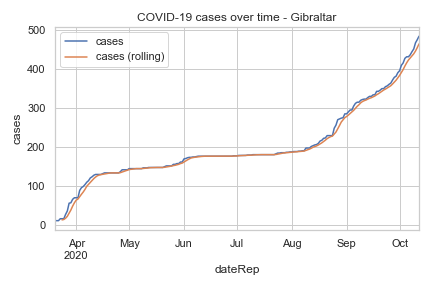 COVID-19 cases over time - Gibraltar
cases
cases (rolling)
500
400
300
200
100
0
cases
Apr
2020
May
Jun
Jul
Aug
Sep
Oct
dateRep